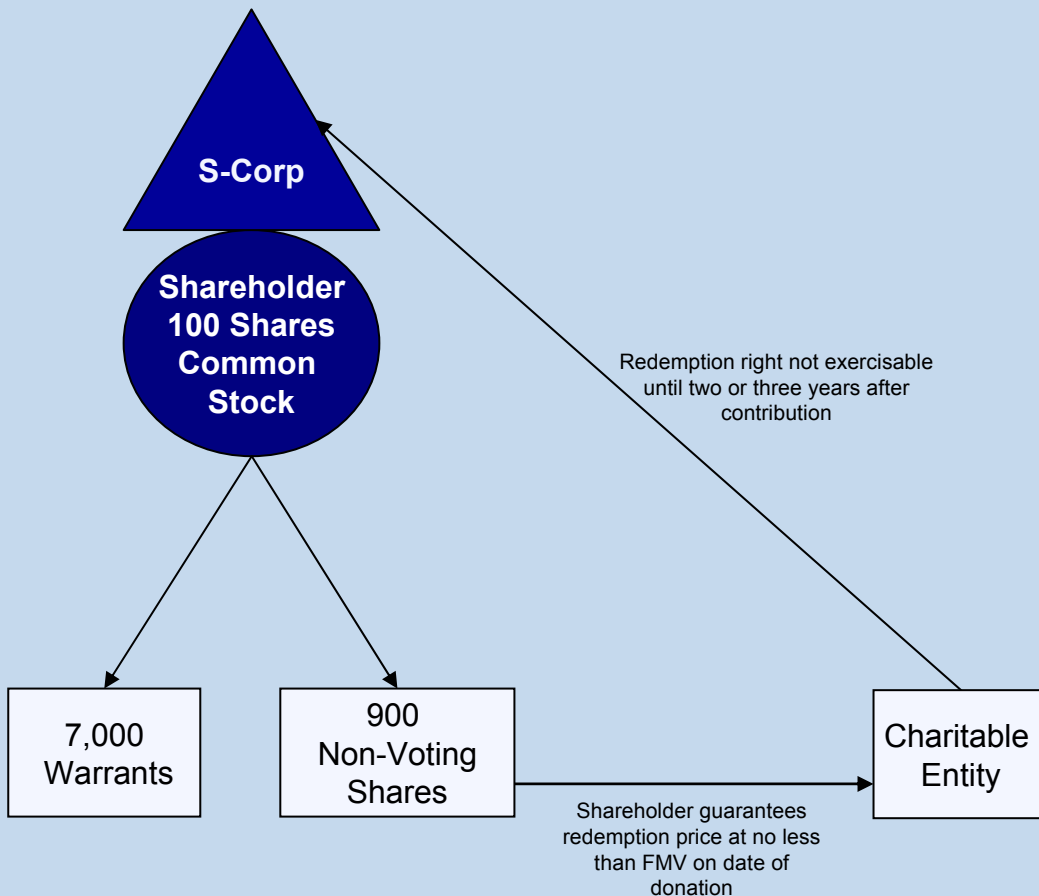 S-Corp
Shareholder
100 Shares
Common
Stock
Redemption right not exercisable
until two or three years after
contribution
7,000
Warrants
900
Non-Voting
Shares
Charitable
Entity
Shareholder guarantees
redemption price at no less
than FMV on date of
donation